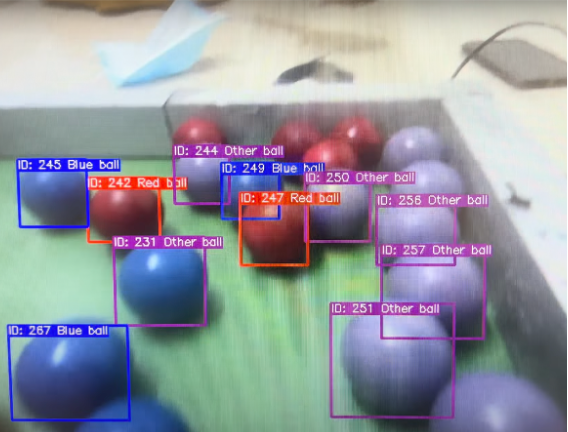 ID: 244 Other ball
ID: 245 Blue ball
ID: 249 Blue ball
ID: 250 Other ball
ID: 242 Red ball
ID: 247 Red ball
ID: 256 Other ball
ID: 231 Other ball
ID: 257 Other ball
ID: 251 Other ball
ID: 267 Blue ball